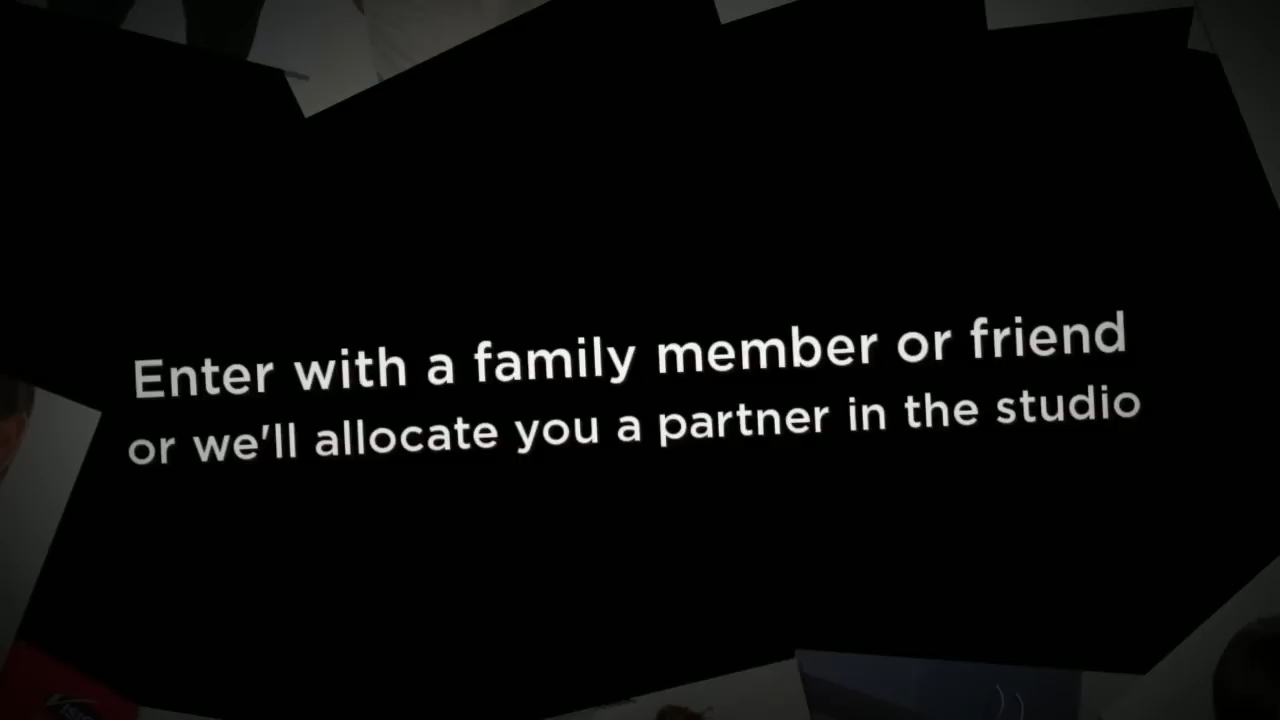 Enter with a family member or friend
or we'll allocate you a partner in the studio